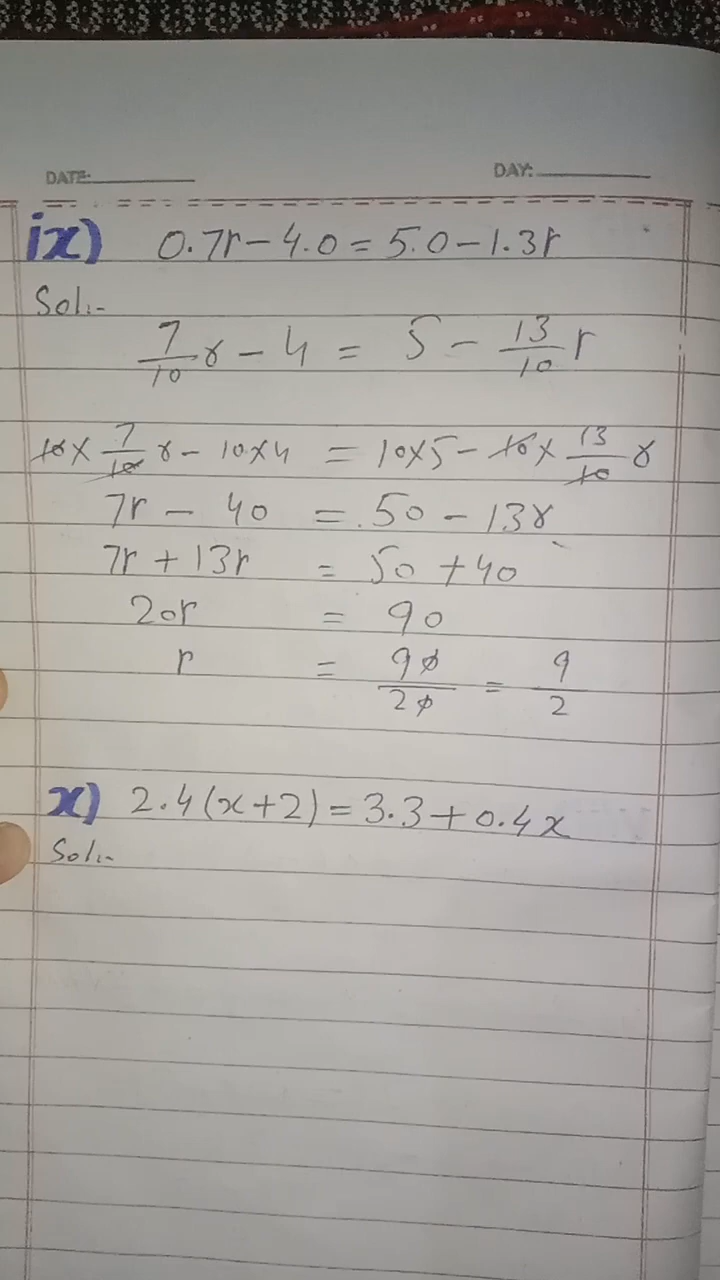 DATE: DAY:
ix) 0.7r - 4.0 = 5.0 - 1.3r
Sol:-
7/10 r - 4 = 5 - 13/10 r
10 × 7/10 r - 10×4 = 10×5 - 10 × 13/10 r
7r - 40 = 50 - 13r
7r + 13r = 50 + 40
20r = 90
r = 90/20 = 9/2
x) 2.4(x+2) = 3.3 + 0.4x
Sol:-